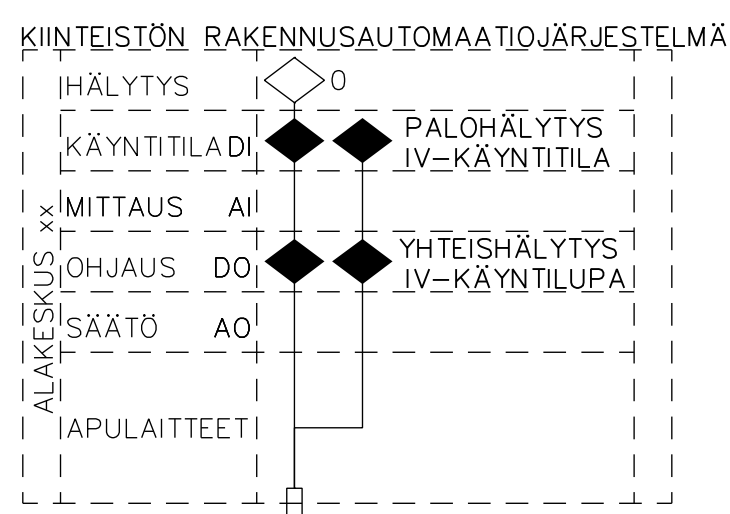 KIINTEISTÖN RAKENNUSAUTOMAATIOJÄRJESTELMÄ
HÄLYTYS 0
KÄYNTITILA DI PALOHÄLYTYS
IV-KÄYNTITILA
MITTAUS AI
OHJAUS DO YHTEISHÄLYTYS
IV-KÄYNTILUPA
SÄÄTÖ AO
APULAITTEET
ALAKESKUS xx